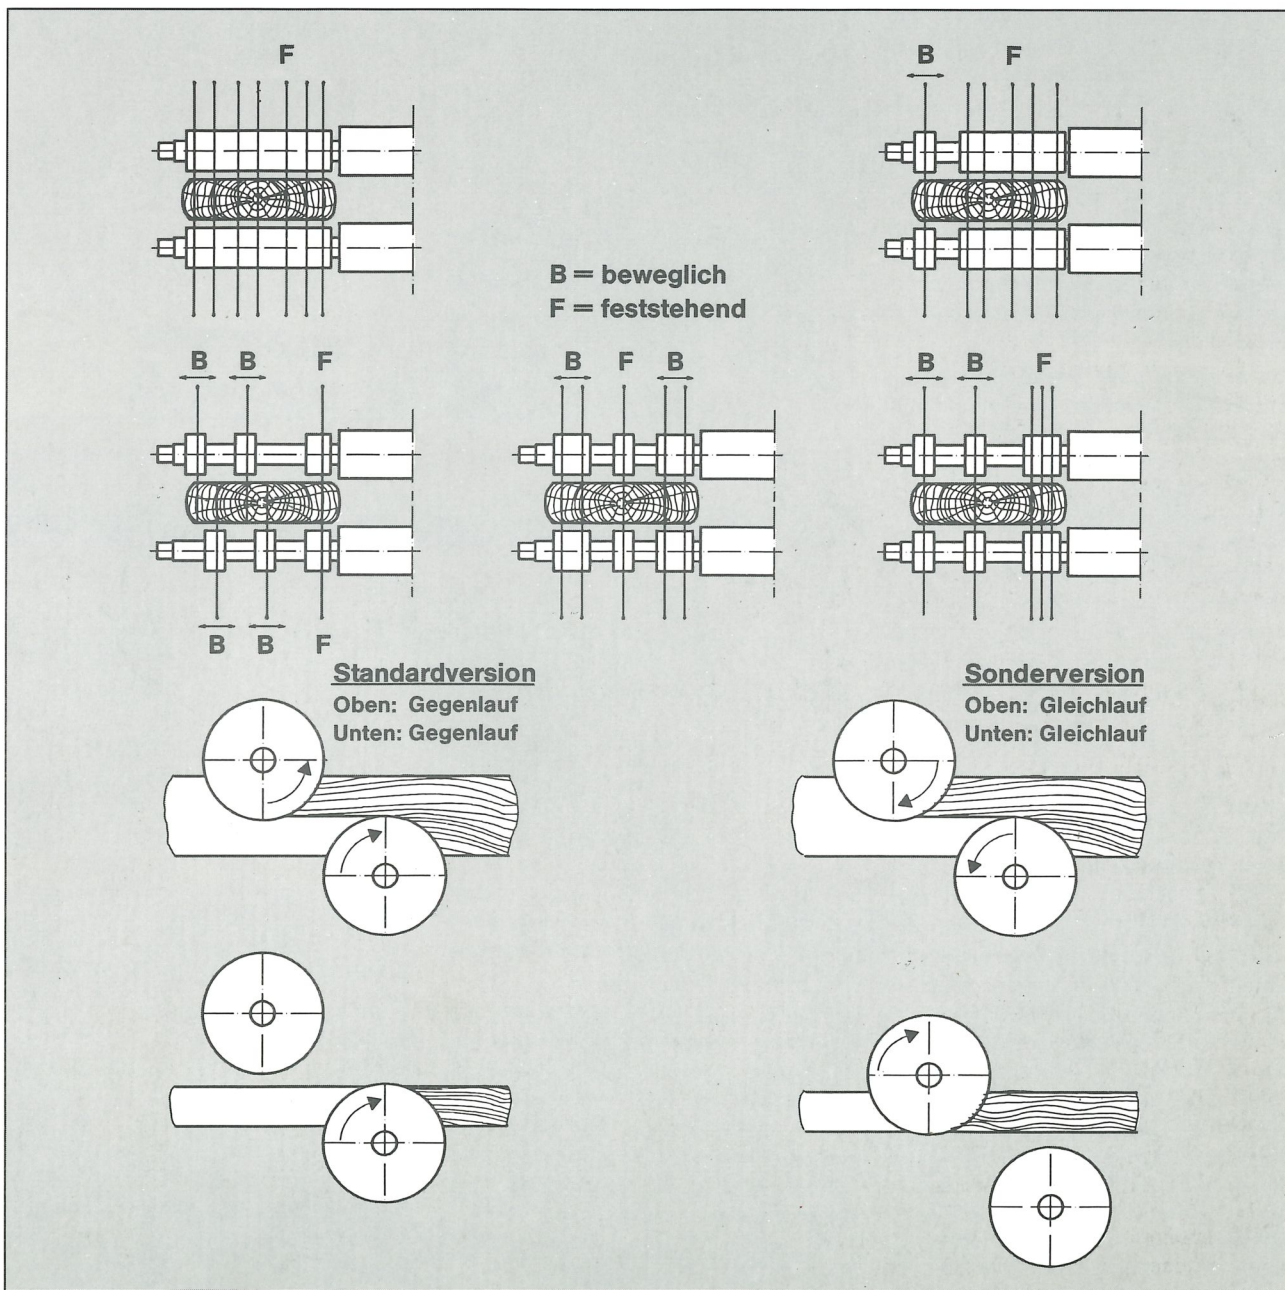 F
B F
B = beweglich
F = feststehend
B B F
B F B
B B F
B B F
Standardversion
Oben: Gegenlauf
Unten: Gegenlauf
Sonderversion
Oben: Gleichlauf
Unten: Gleichlauf